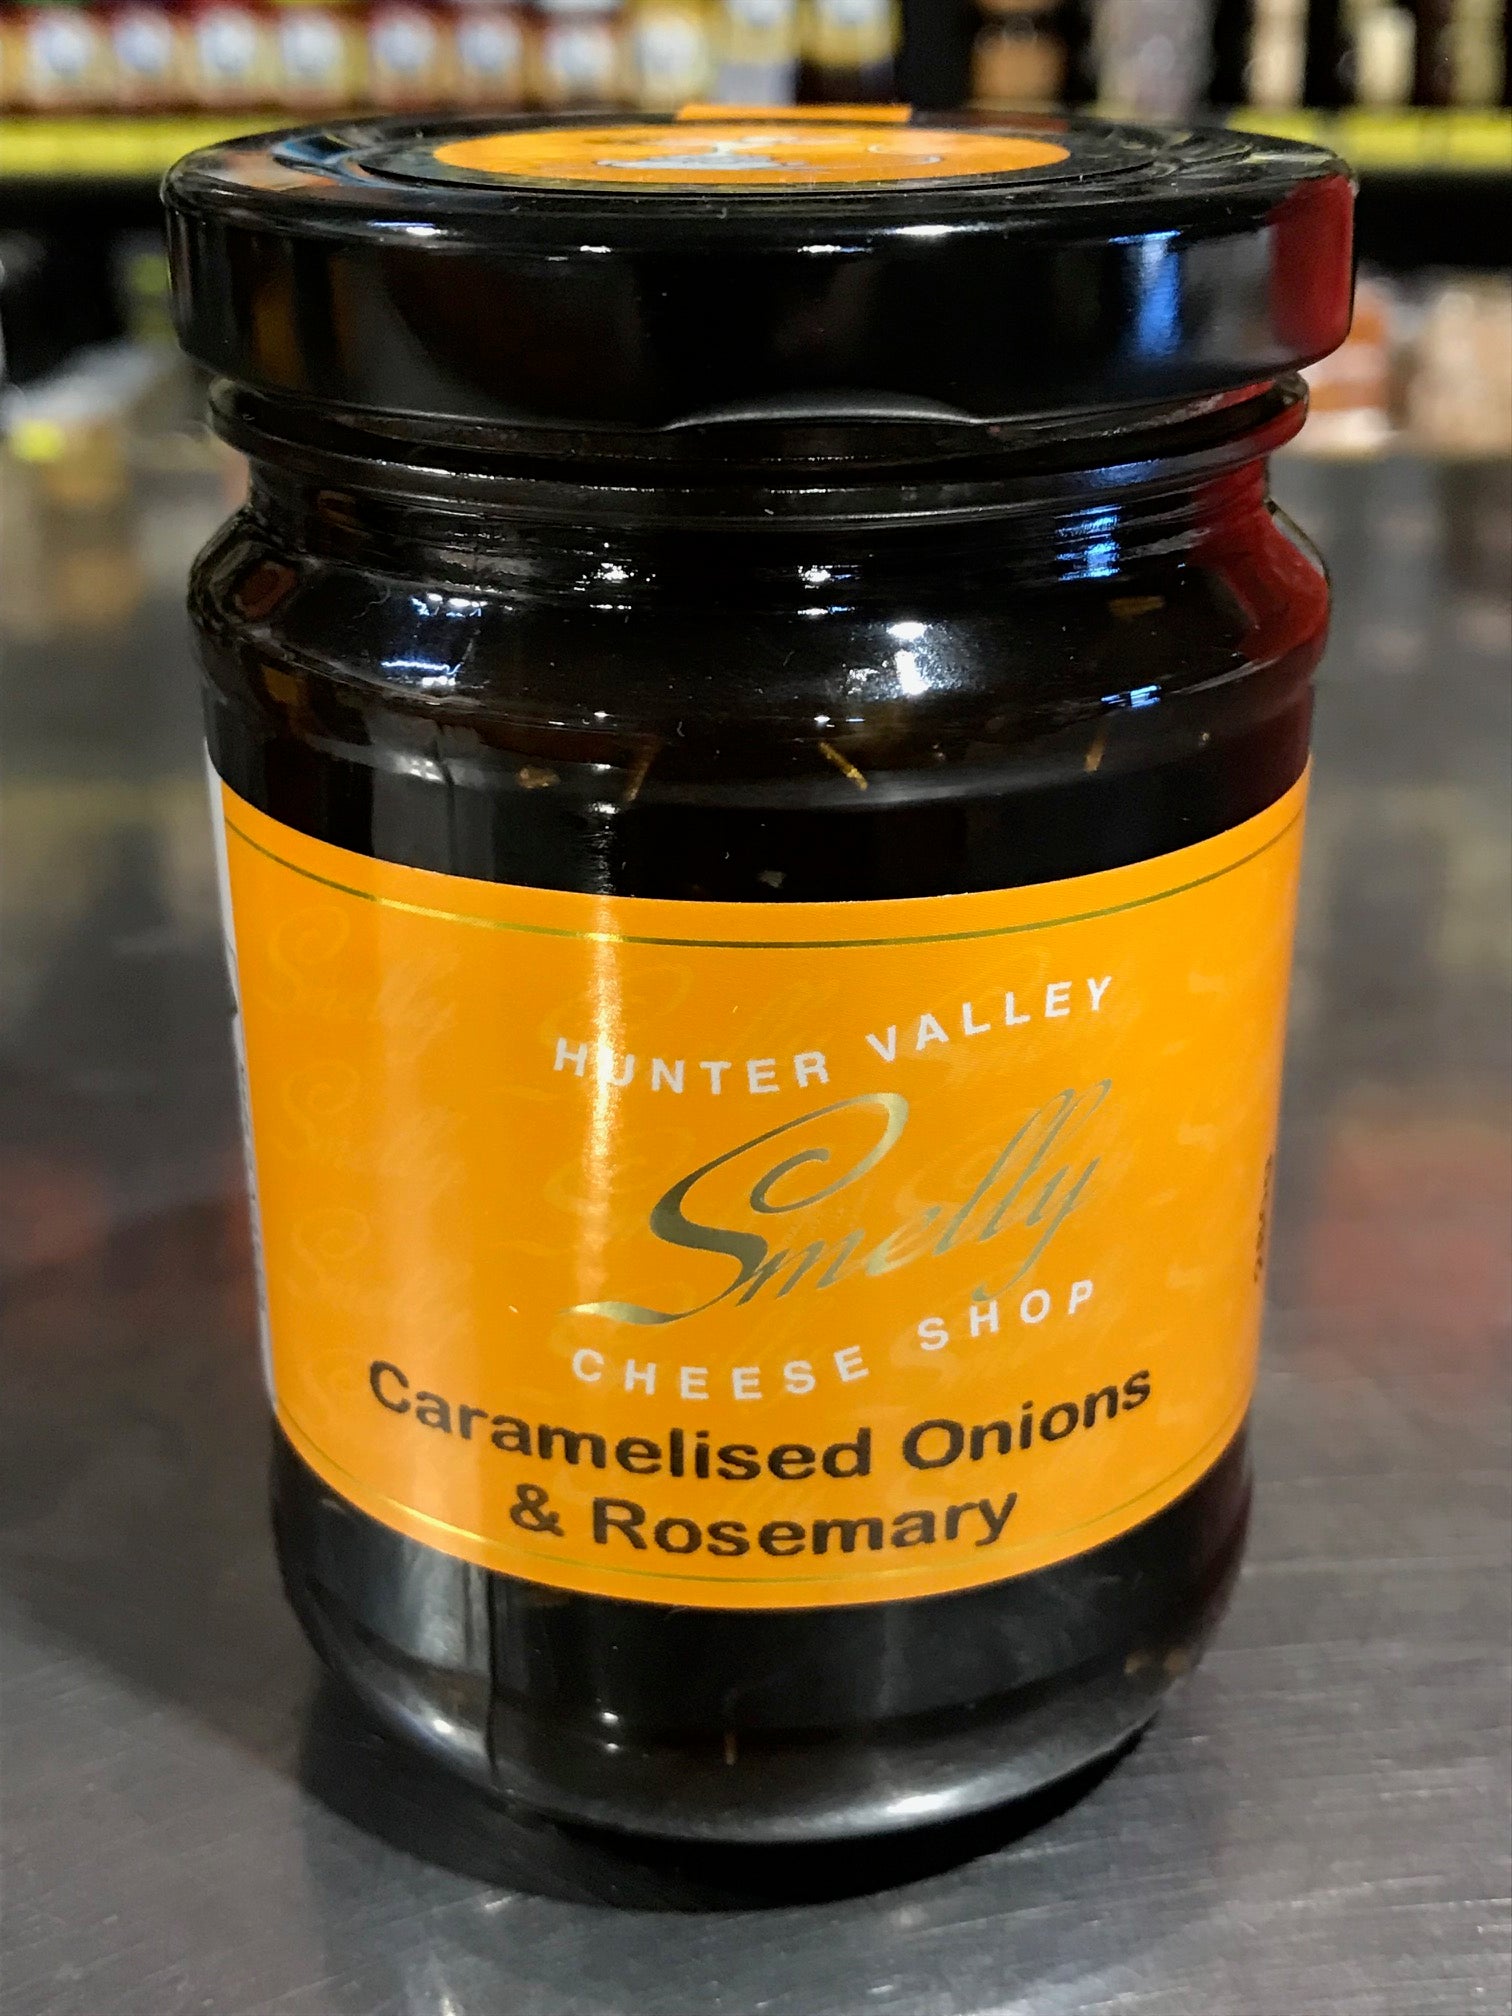 HUNTER VALLEY
Smelly
CHEESE SHOP
Caramelised Onions
& Rosemary